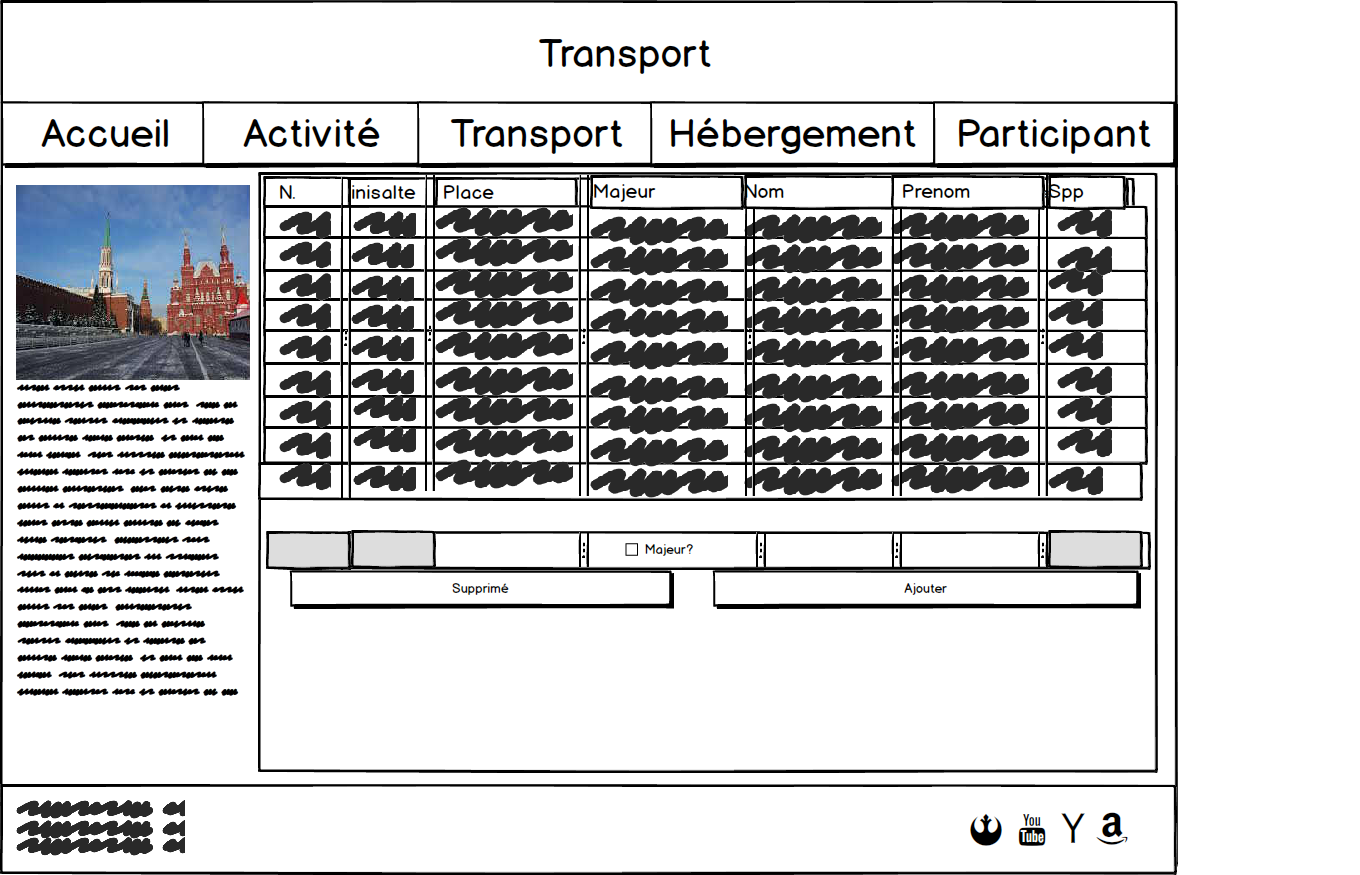 Transport
Accueil Activité Transport Hébergement Participant
N. inisalte Place Majeur Nom Prenom Spp
Majeur?
Supprimé Ajouter
You
Tube
Y a